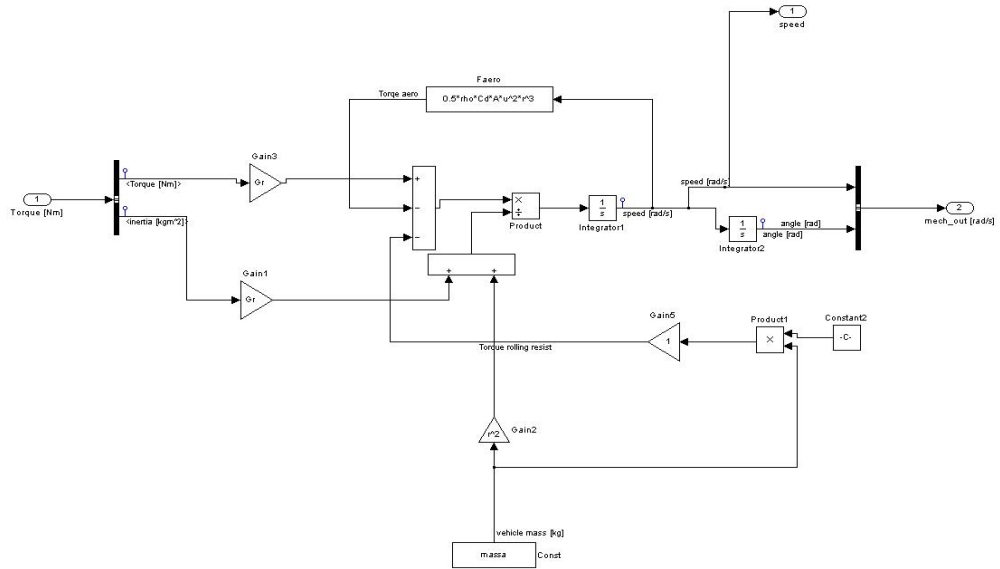 1
speed
Faero
Torqe aero
0.5*rho*Cd*A*u^2*r^3
Gain3
Gr
<Torque [Nm]>
1
Torque [Nm]
<inertia [kgm^2]>
+
−
−
×
÷
Product
1
s
Integrator1
speed [rad/s]
speed [rad/s]
1
s
Integrator2
angle [rad]
angle [rad]
2
mech_out [rad/s]
+
+
Gain1
Gr
Gain5
1
Torque rolling resist
Product1
×
Constant2
-C-
r^2
Gain2
vehicle mass [kg]
massa
Const